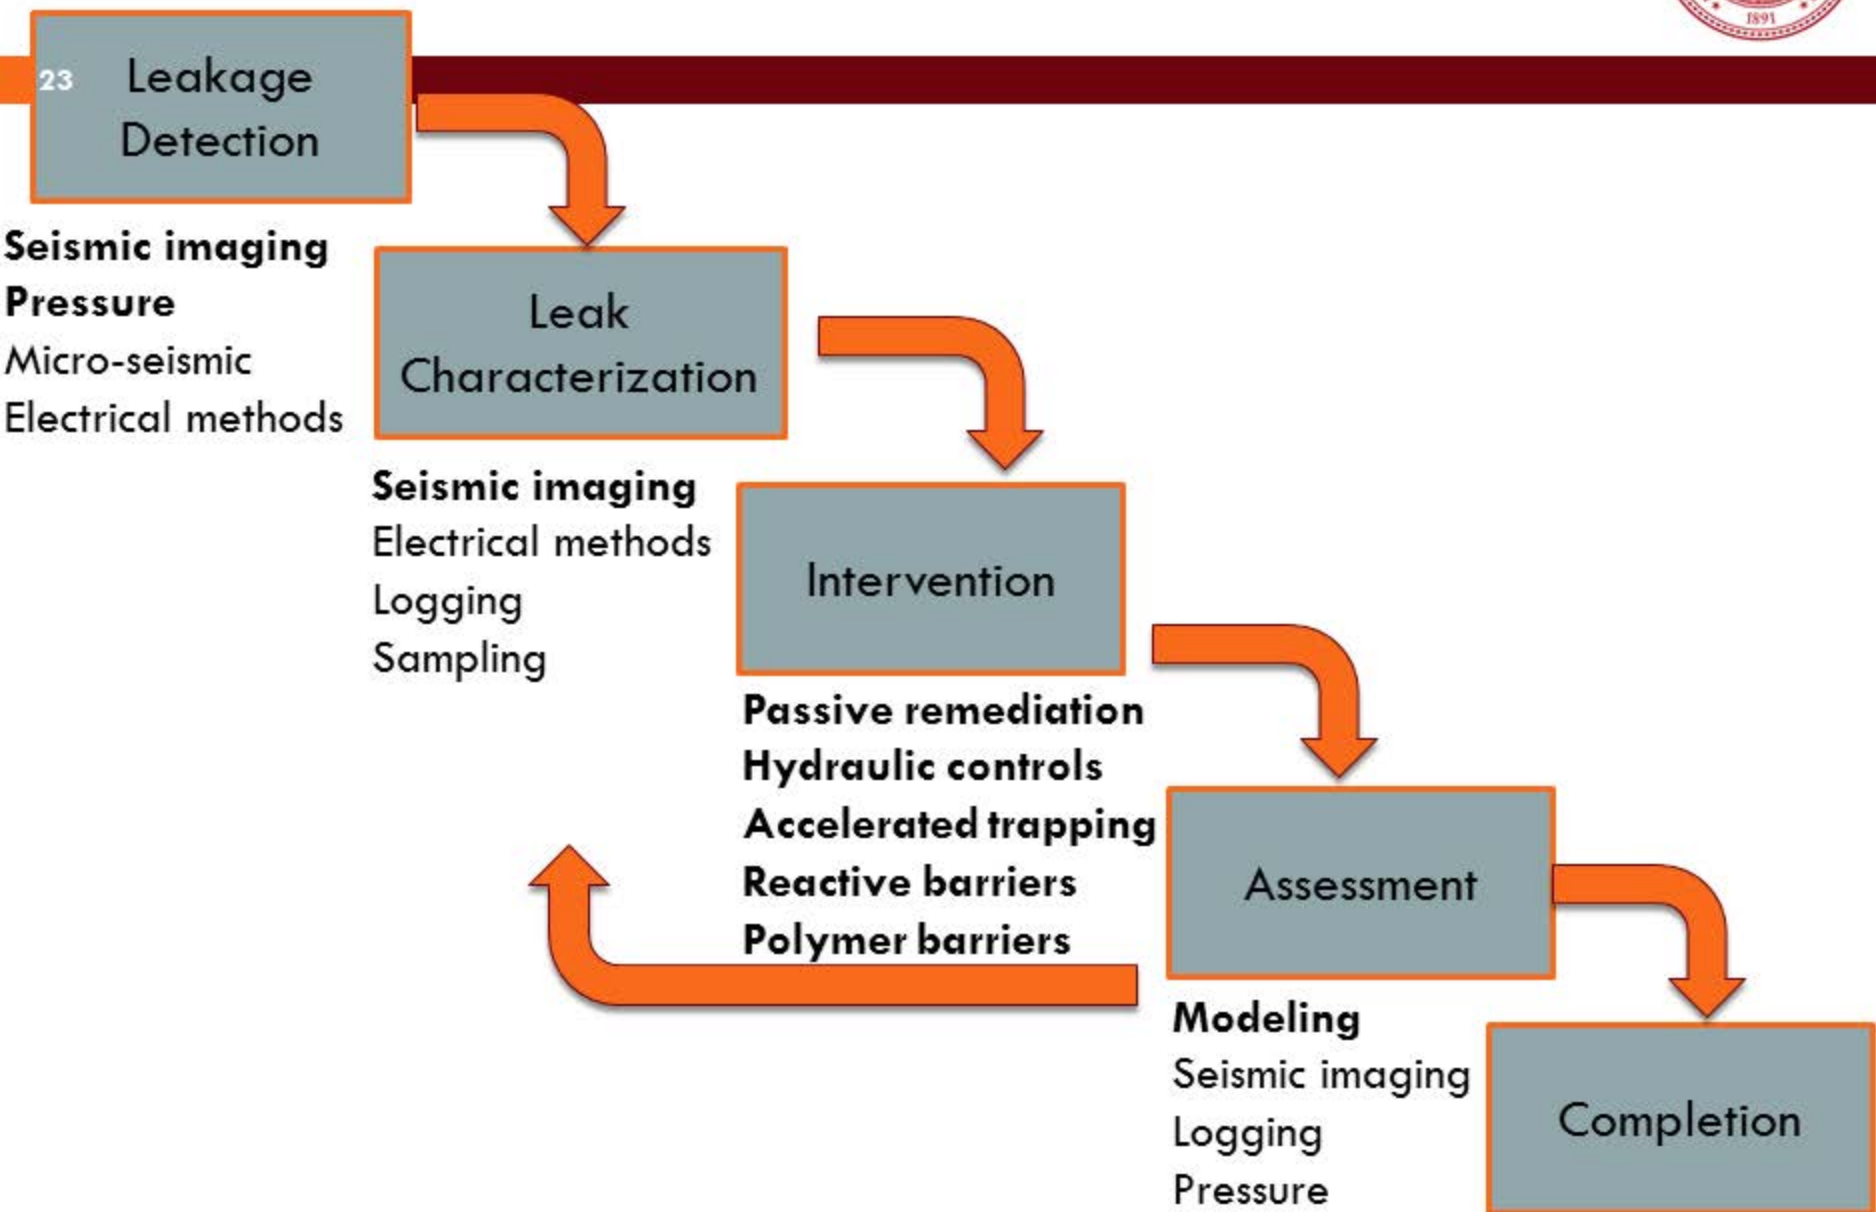 1891
23
Leakage
Detection
Seismic imaging
Pressure
Micro-seismic
Electrical methods
Leak
Characterization
Seismic imaging
Electrical methods
Logging
Sampling
Intervention
Passive remediation
Hydraulic controls
Accelerated trapping
Reactive barriers
Polymer barriers
Assessment
Modeling
Seismic imaging
Logging
Pressure
Completion